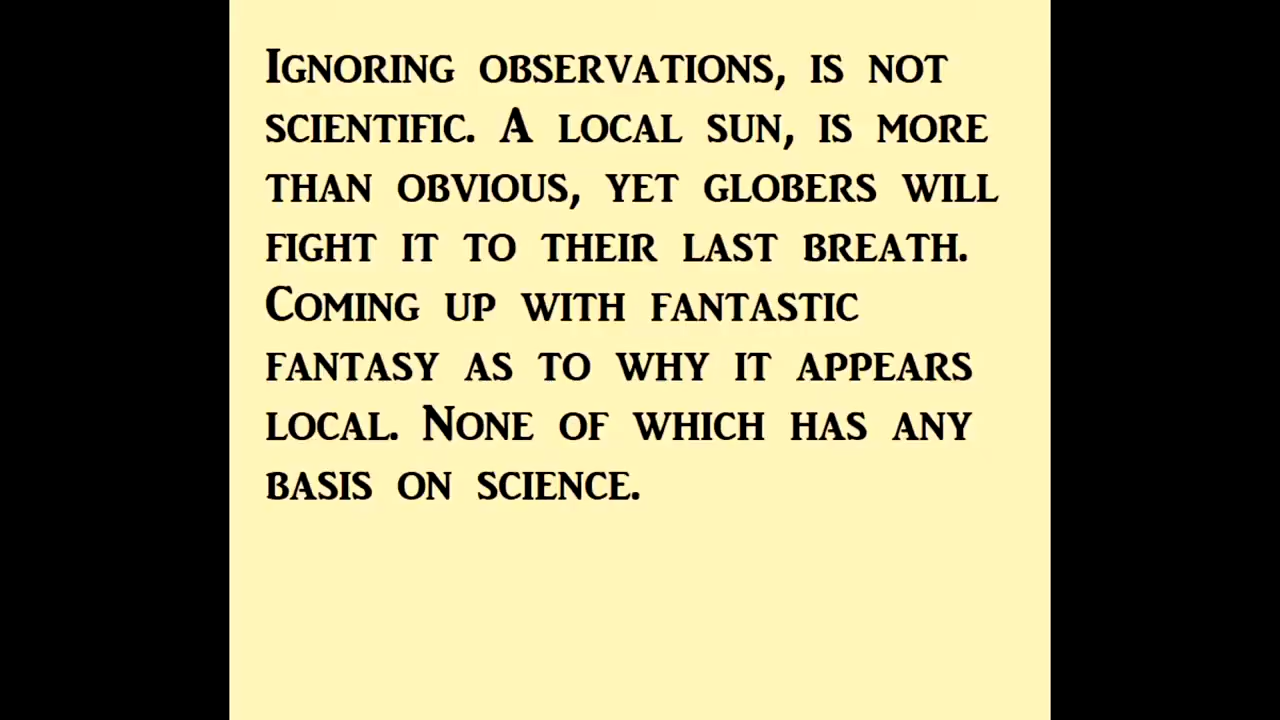 Ignoring observations, is not
scientific. A local sun, is more
than obvious, yet globers will
fight it to their last breath.
Coming up with fantastic
fantasy as to why it appears
local. None of which has any
basis on science.